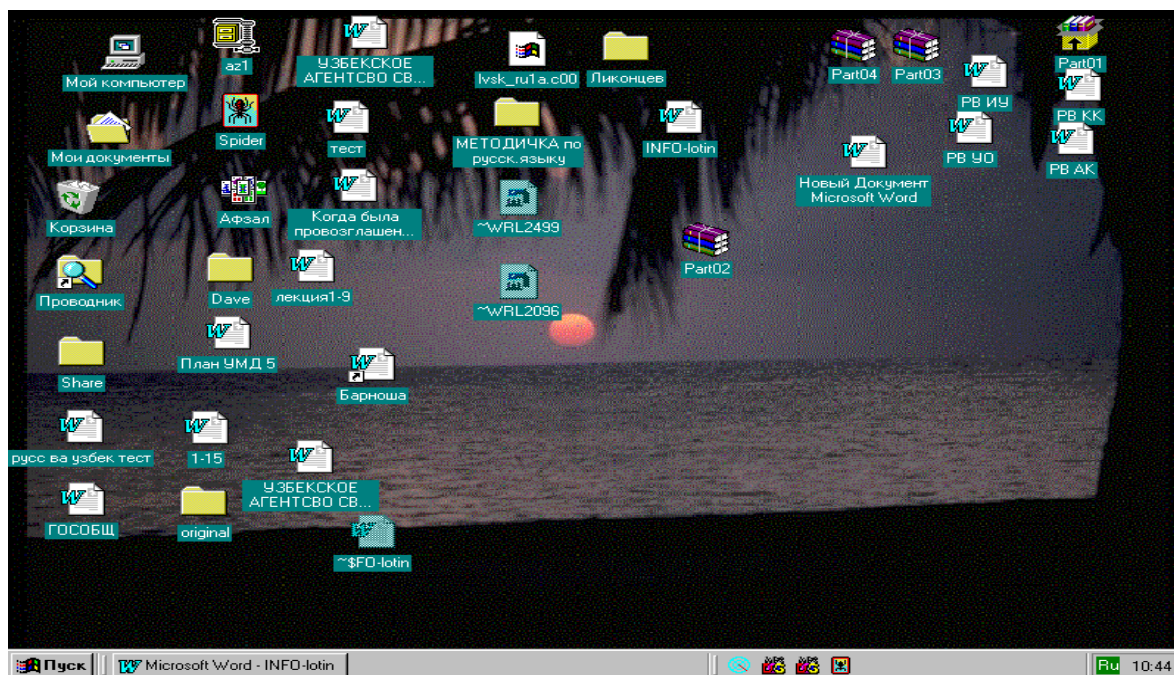 Мой компьютер
az1
УЗБЕКСКОЕ
АГЕНТСВО СВ...
lvsk_ru1a.c00
Ликонцев
Part04
Part03
Part01
РВ ИУ
РВ КК
Мои документы
Spider
тест
МЕТОДИЧКА по
русск.языку
INFO-lotin
РВ УО
РВ АК
Новый Документ
Microsoft Word
Корзина
Афзал
Когда была
провозглашен...
~WRL2499
Part02
Проводник
Dave
лекция1-9
~WRL2096
Share
План УМД 5
Барноша
русс ва узбек тест
1-15
УЗБЕКСКОЕ
АГЕНТСВО СВ...
ГОСОБЩ
original
~$FO-lotin
Пуск
Microsoft Word - INFO-lotin
Ru 10:44